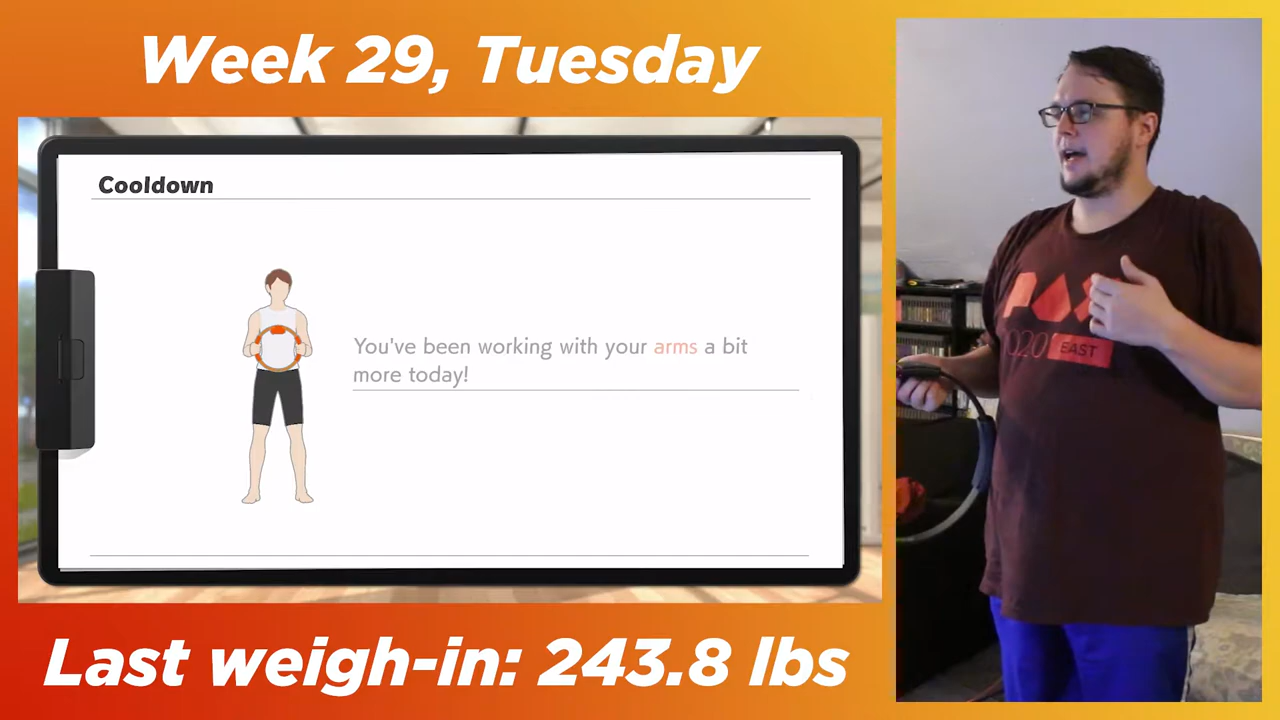 Week 29, Tuesday
Cooldown
You've been working with your arms a bit
more today!
2020 EAST
Last weigh-in: 243.8 lbs